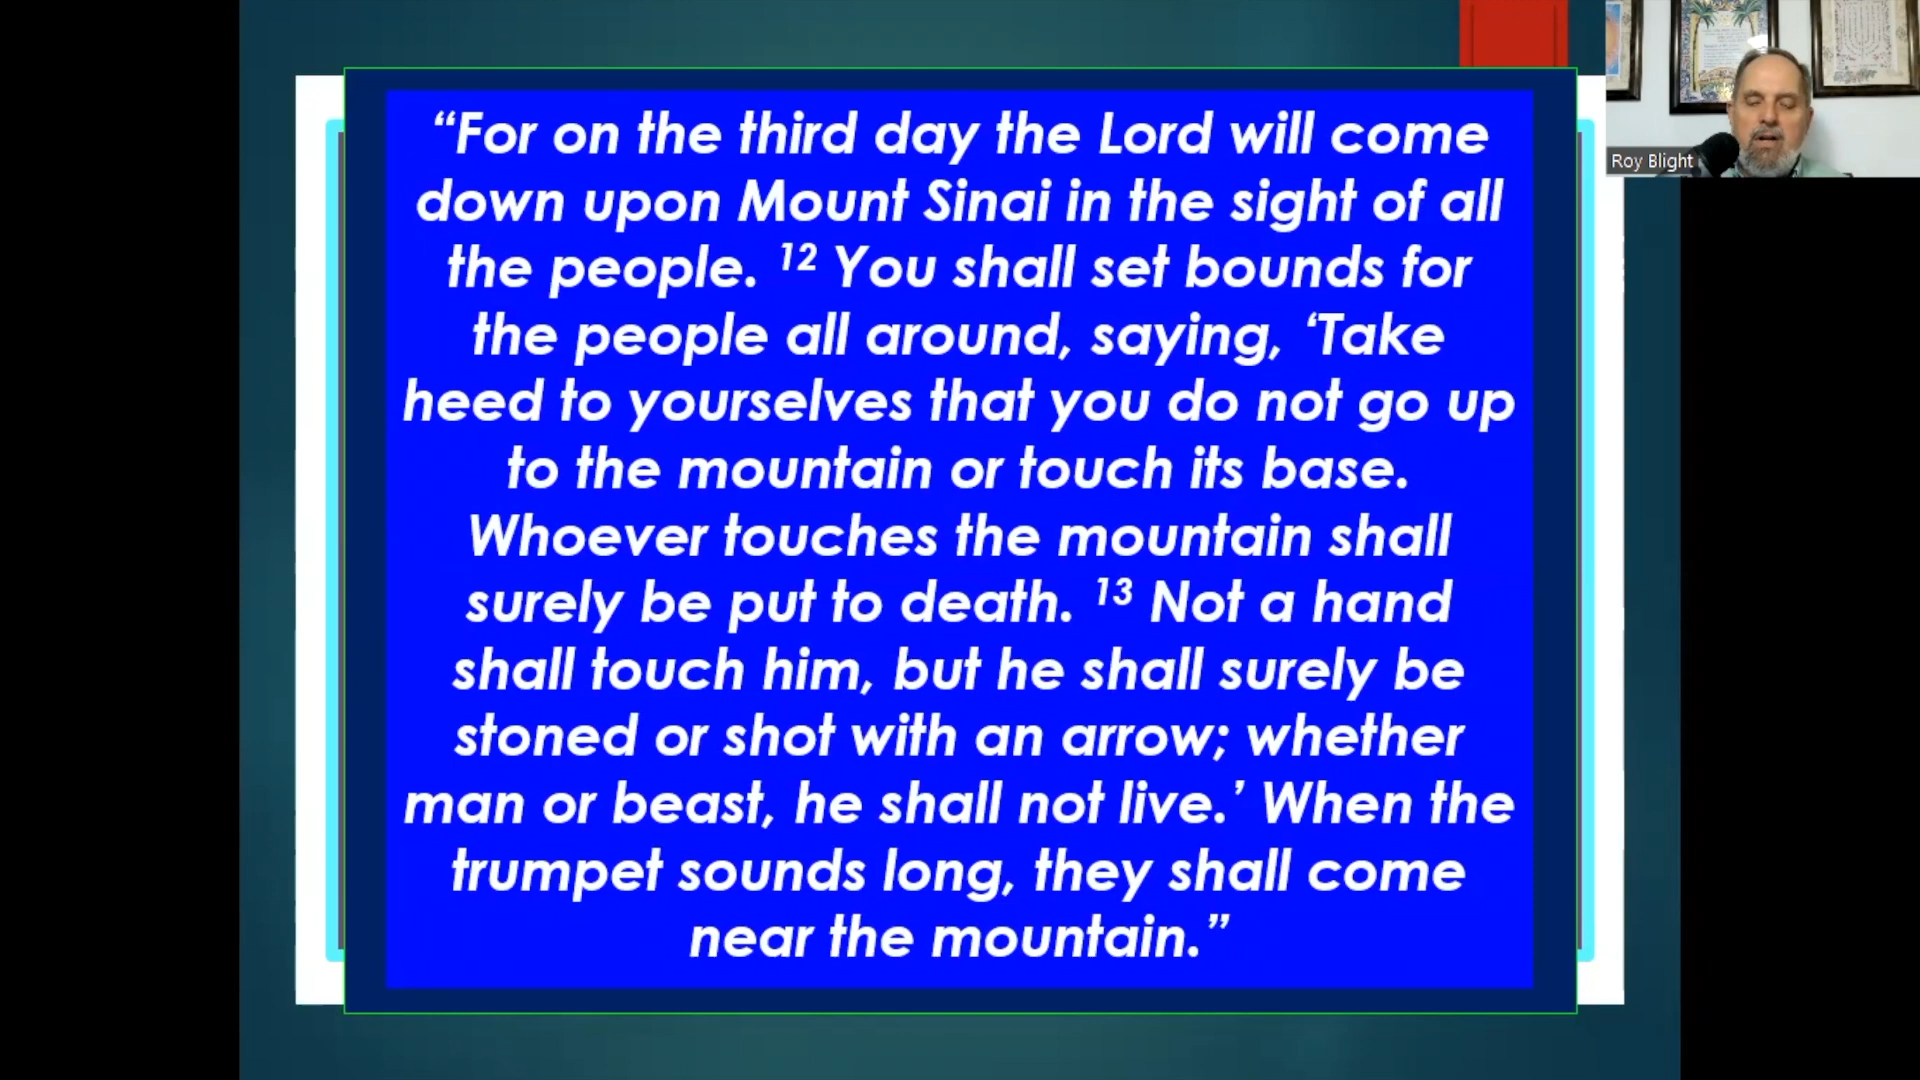 “For on the third day the Lord will come
down upon Mount Sinai in the sight of all
the people. ¹² You shall set bounds for
the people all around, saying, ‘Take
heed to yourselves that you do not go up
to the mountain or touch its base.
Whoever touches the mountain shall
surely be put to death. ¹³ Not a hand
shall touch him, but he shall surely be
stoned or shot with an arrow; whether
man or beast, he shall not live.’ When the
trumpet sounds long, they shall come
near the mountain.”
Roy Blight